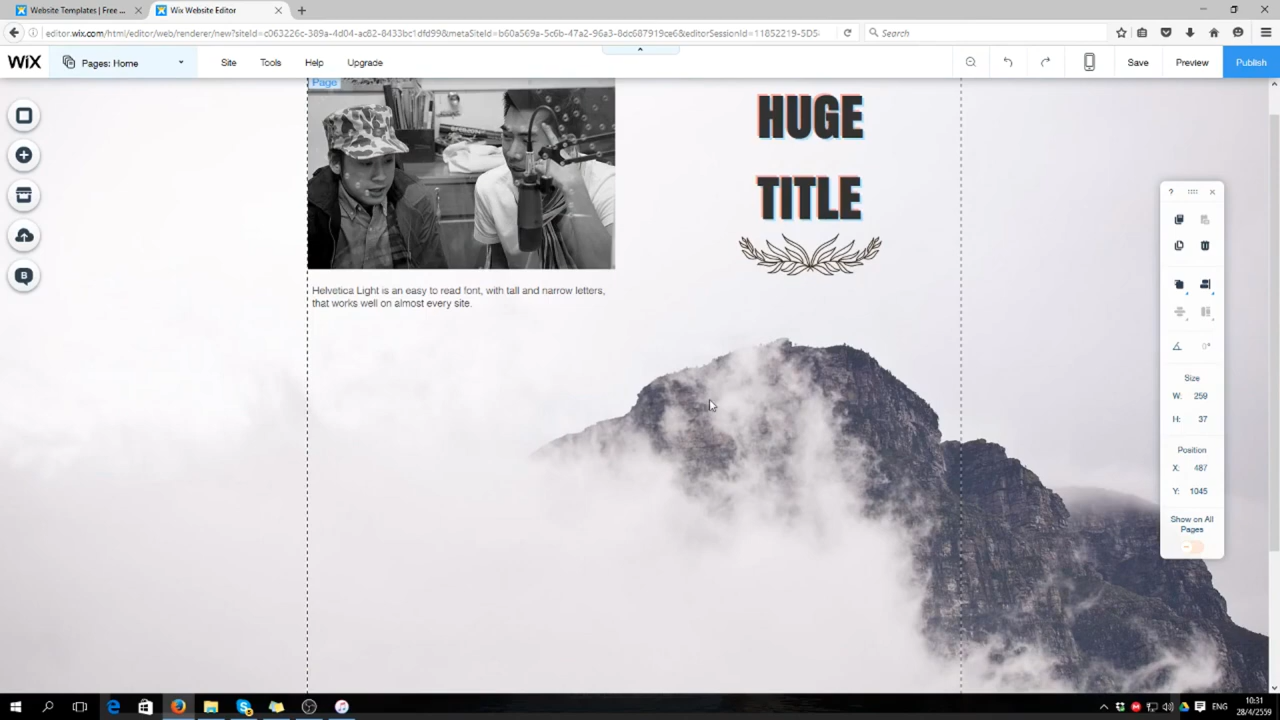 Website Templates | Free ...
Wix Website Editor
editor.wix.com/html/editor/web/renderer/new?siteId=c063226c-389a-4d04-ac82-8433bc1dfd99&metaSiteId=b60a569a-5c6b-47a2-96a3-8dc687919ce6&editorSessionId=11852219-5D5
Search
WiX
Pages: Home
Site
Tools
Help
Upgrade
Save
Preview
Publish
Page
HUGE
TITLE
Helvetica Light is an easy to read font, with tall and narrow letters,
that works well on almost every site.
?
0°
Size
W: 259
H: 37
Position
X: 487
Y: 1045
Show on All
Pages
ENG
10:31
28/4/2559